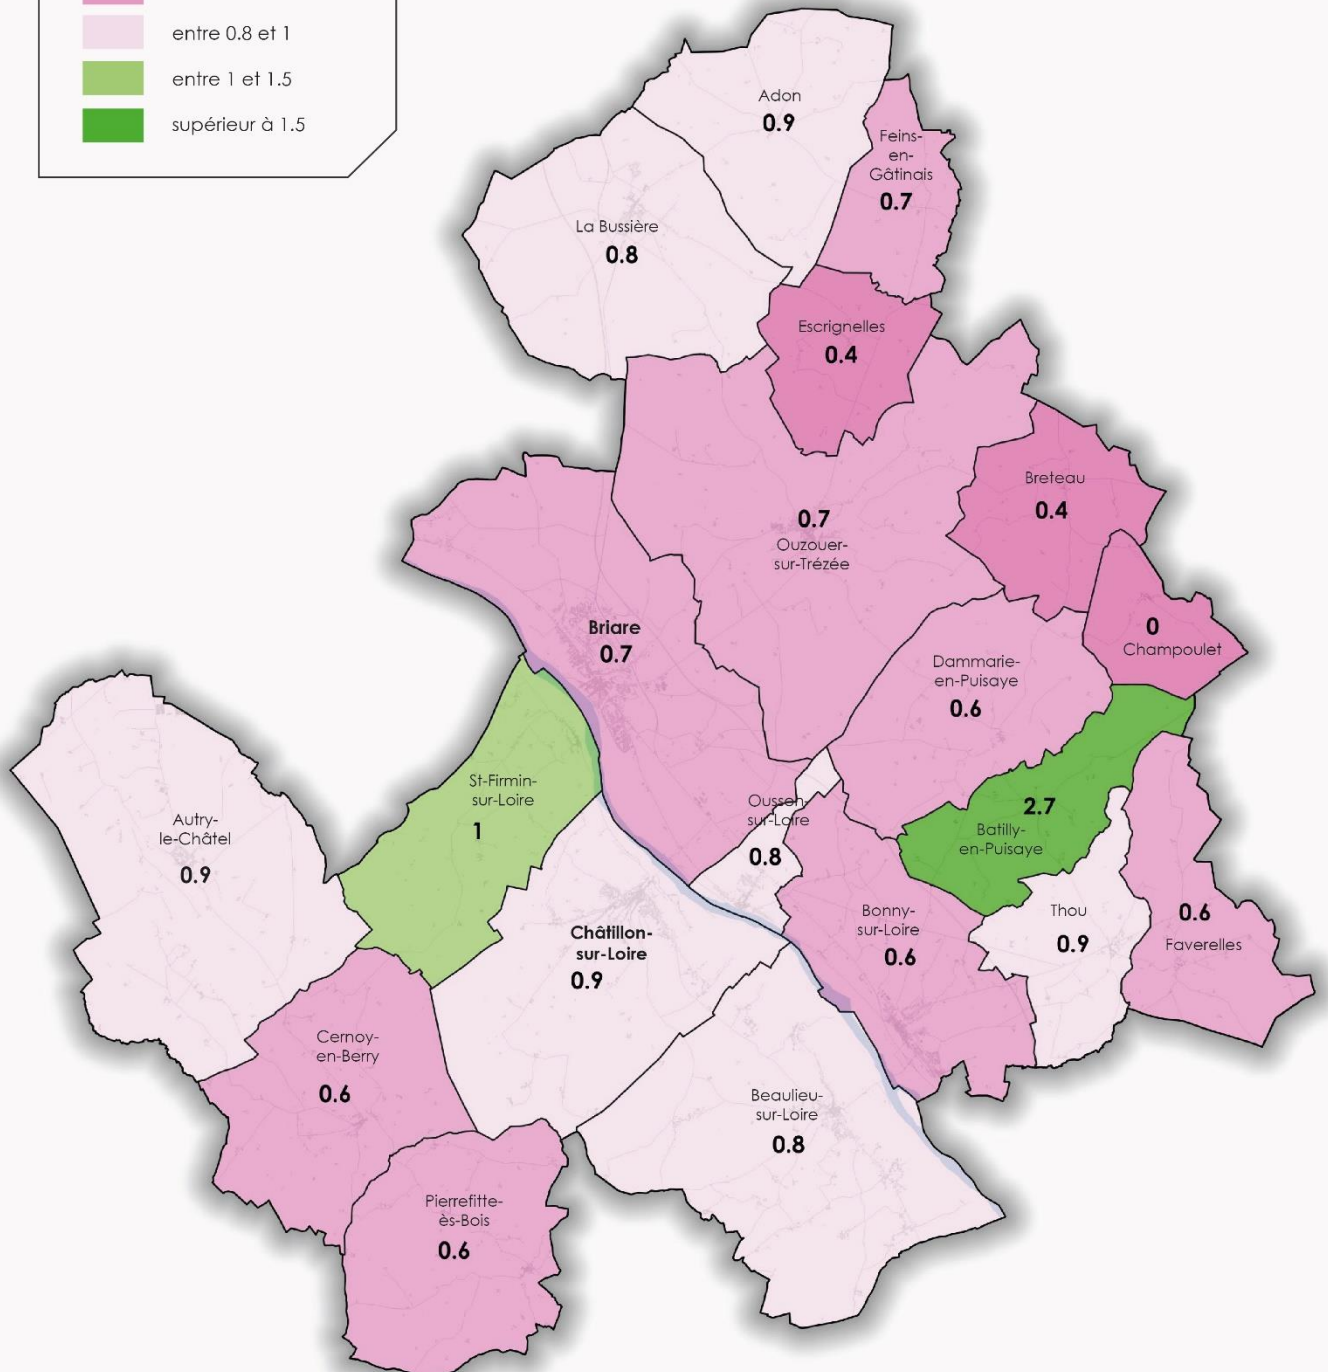 entre 0.8 et 1
entre 1 et 1.5
supérieur à 1.5
Adon
0.9
Feins-
en-
Gâtinais
0.7
La Bussière
0.8
Escrignelles
0.4
Breteau
0.4
0.7
Ouzouer-
sur-Trézée
Briare
0.7
0
Champoulet
Dammarie-
en-Puisaye
0.6
St-Firmin-
sur-Loire
1
Ousson-
sur-Loire
0.8
2.7
Batilly-
en-Puisaye
Autry-
le-Châtel
0.9
Bonny-
sur-Loire
0.6
Thou
0.9
0.6
Faverelles
Châtillon-
sur-Loire
0.9
Cernoy-
en-Berry
0.6
Beaulieu-
sur-Loire
0.8
Pierrefitte-
ès-Bois
0.6